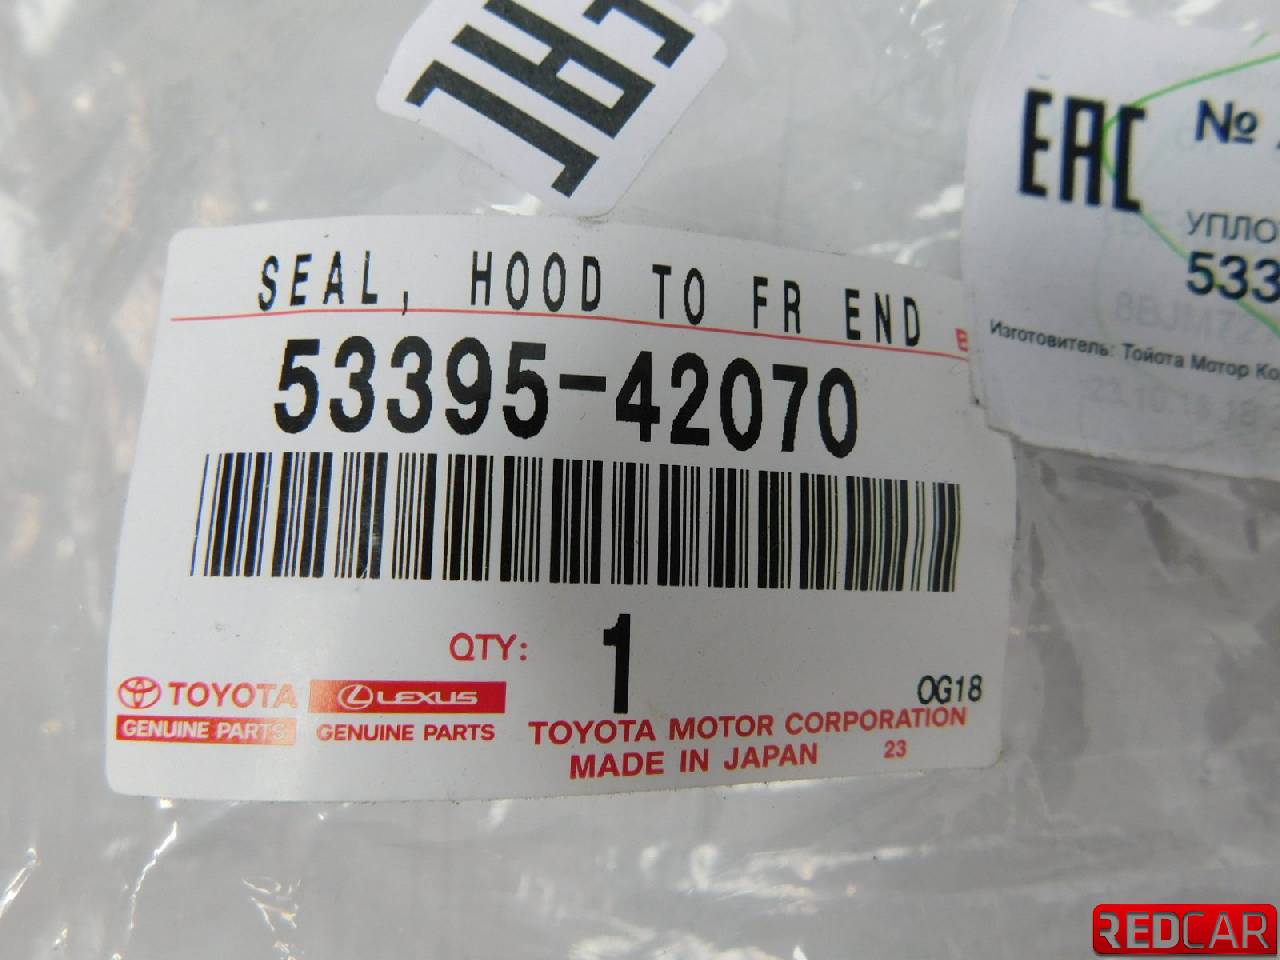 EAC
EAC
№
УПЛО
533
Изготовитель: Тойота Мотор Ко
SEAL, HOOD TO FR END
53395-42070
QTY: 1
TOYOTA
GENUINE PARTS
LEXUS
GENUINE PARTS
OG18
TOYOTA MOTOR CORPORATION
MADE IN JAPAN 23
REDCAR